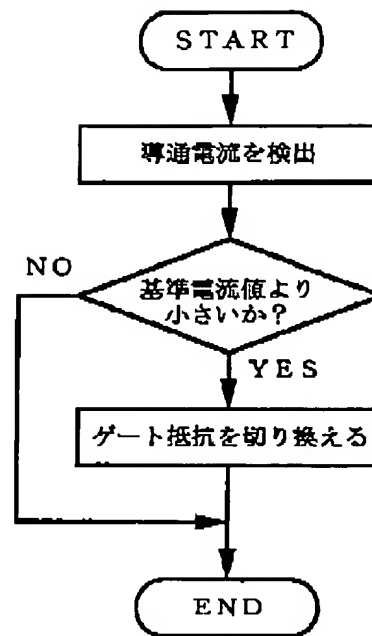 START
導通電流を検出
NO
基準電流値より
小さいか?
YES
ゲート抵抗を切り換える
END